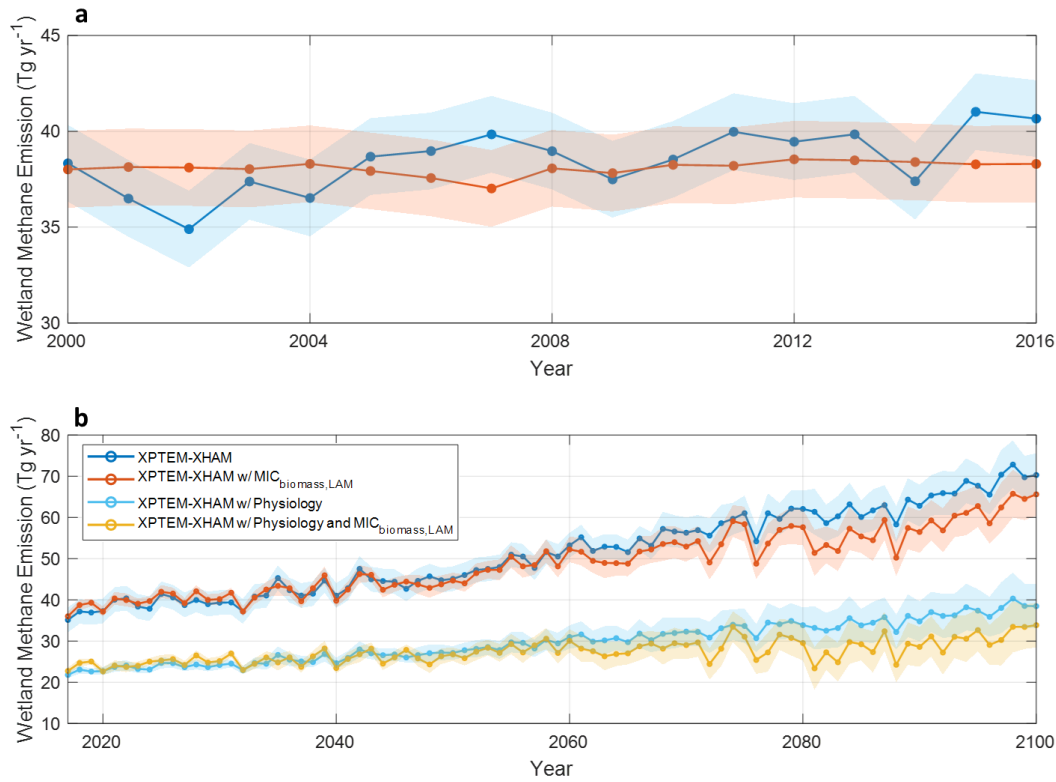 a
Wetland Methane Emission (Tg yr⁻¹)
45
40
35
30
2000
2004
2008
2012
2016
Year
b
Wetland Methane Emission (Tg yr⁻¹)
80
70
60
50
40
30
20
10
XPTEM-XHAM
XPTEM-XHAM w/ MIC_biomass,LAM
XPTEM-XHAM w/ Physiology
XPTEM-XHAM w/ Physiology and MIC_biomass,LAM
2020
2040
2060
2080
2100
Year